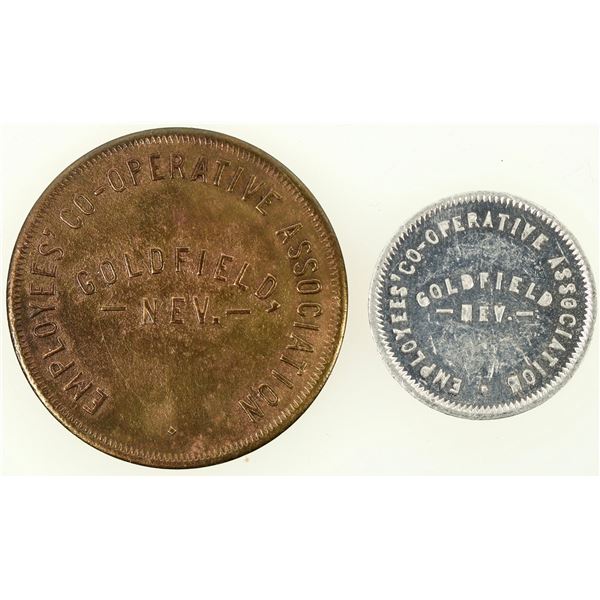 EMPLOYEES' CO-OPERATIVE ASSOCIATION
GOLDFIELD,
— NEV. —
EMPLOYEES' CO-OPERATIVE ASSOCIATION
GOLDFIELD
— NEV. —